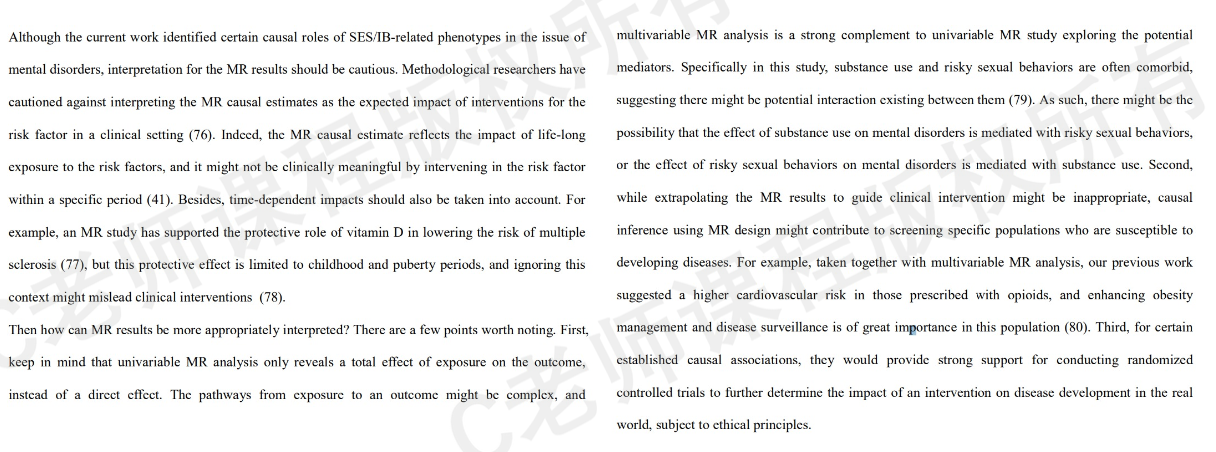 Although the current work identified certain causal roles of SES/IB-related phenotypes in the issue of
mental disorders, interpretation for the MR results should be cautious. Methodological researchers have
cautioned against interpreting the MR causal estimates as the expected impact of interventions for the
risk factor in a clinical setting (76). Indeed, the MR causal estimate reflects the impact of life-long
exposure to the risk factors, and it might not be clinically meaningful by intervening in the risk factor
within a specific period (41). Besides, time-dependent impacts should also be taken into account. For
example, an MR study has supported the protective role of vitamin D in lowering the risk of multiple
sclerosis (77), but this protective effect is limited to childhood and puberty periods, and ignoring this
context might mislead clinical interventions (78).
Then how can MR results be more appropriately interpreted? There are a few points worth noting. First,
keep in mind that univariable MR analysis only reveals a total effect of exposure on the outcome,
instead of a direct effect. The pathways from exposure to an outcome might be complex, and
multivariable MR analysis is a strong complement to univariable MR study exploring the potential
mediators. Specifically in this study, substance use and risky sexual behaviors are often comorbid,
suggesting there might be potential interaction existing between them (79). As such, there might be the
possibility that the effect of substance use on mental disorders is mediated with risky sexual behaviors,
or the effect of risky sexual behaviors on mental disorders is mediated with substance use. Second,
while extrapolating the MR results to guide clinical intervention might be inappropriate, causal
inference using MR design might contribute to screening specific populations who are susceptible to
developing diseases. For example, taken together with multivariable MR analysis, our previous work
suggested a higher cardiovascular risk in those prescribed with opioids, and enhancing obesity
management and disease surveillance is of great importance in this population (80). Third, for certain
established causal associations, they would provide strong support for conducting randomized
controlled trials to further determine the impact of an intervention on disease development in the real
world, subject to ethical principles.
C老师课程版权所有
C老师课程版权所有